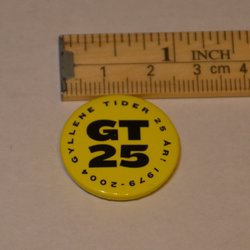 1 INCH
1 2 3 cm 4
GYLLENE TIDER 25 ÅR! 1979-2004
GT
25